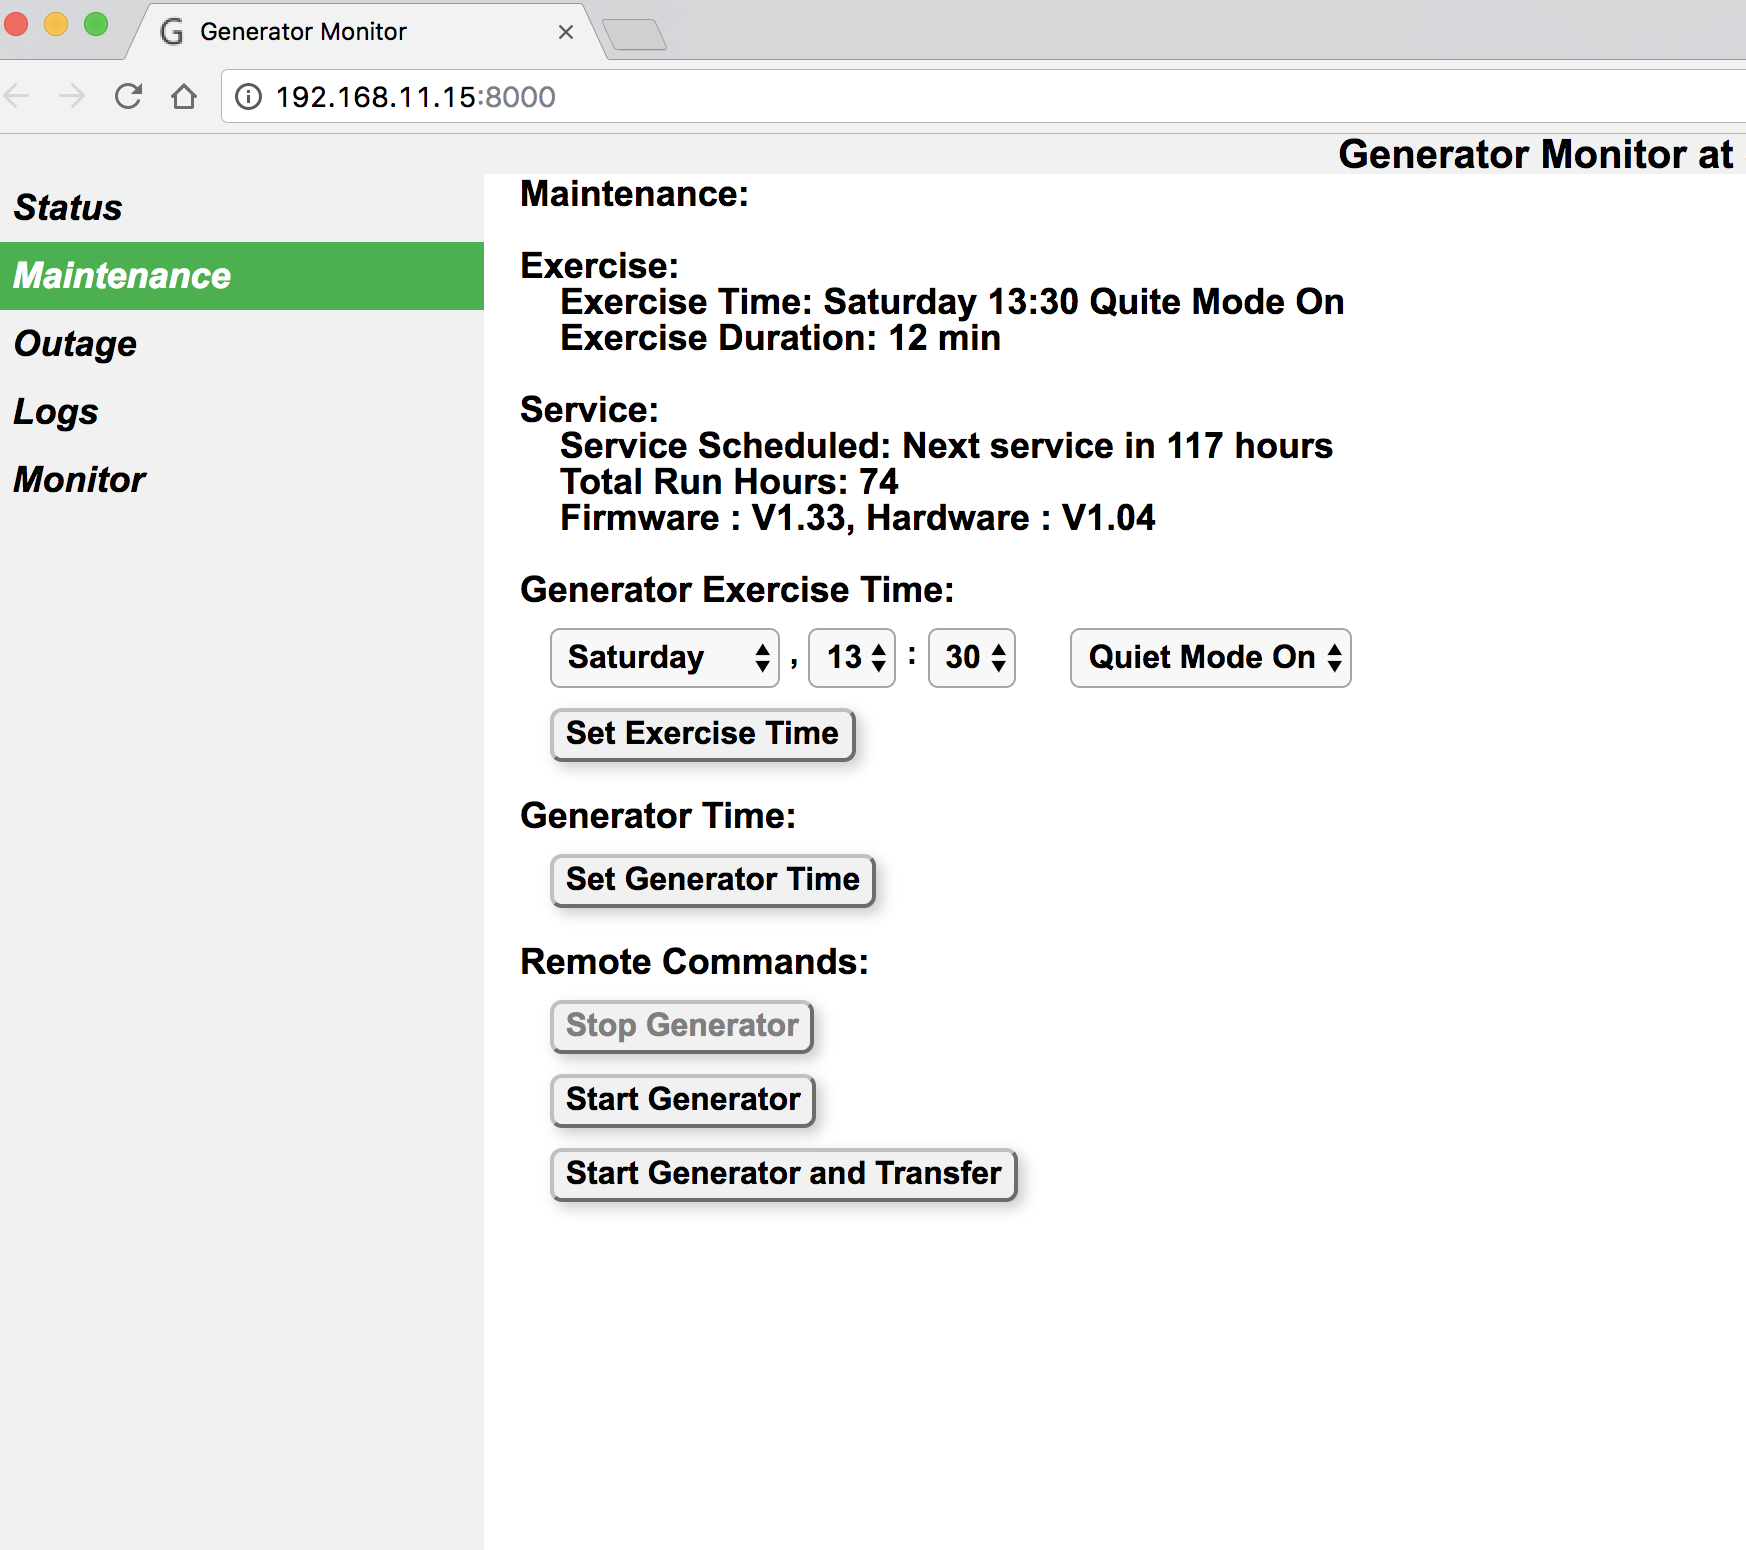 Generator Monitor
192.168.11.15:8000
Generator Monitor at
Status
Maintenance
Outage
Logs
Monitor
Maintenance:
Exercise:
Exercise Time: Saturday 13:30 Quite Mode On
Exercise Duration: 12 min
Service:
Service Scheduled: Next service in 117 hours
Total Run Hours: 74
Firmware : V1.33, Hardware : V1.04
Generator Exercise Time:
Saturday , 13 : 30 Quiet Mode On
Set Exercise Time
Generator Time:
Set Generator Time
Remote Commands:
Stop Generator
Start Generator
Start Generator and Transfer